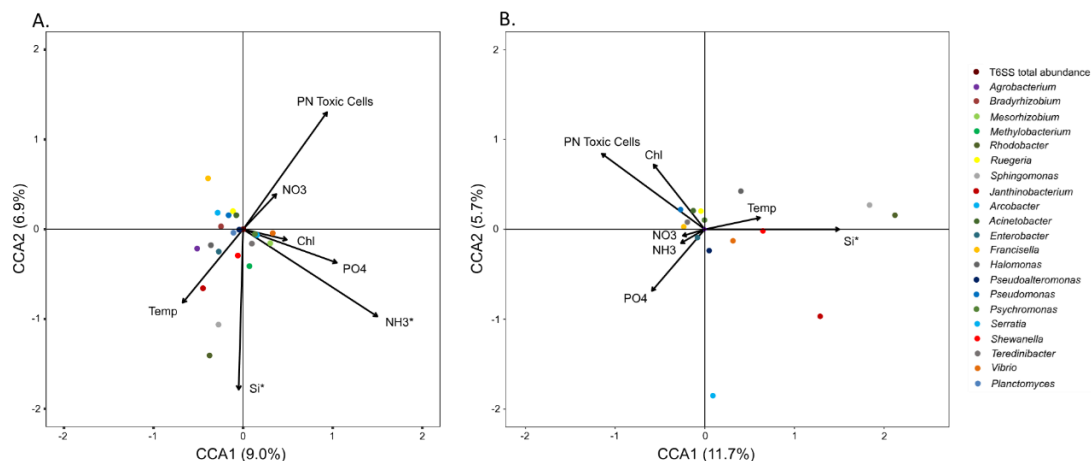 A.
2
1
0
-1
-2
CCA2 (6.9%)
PN Toxic Cells
NO3
Chl
PO4
NH3*
Temp
Si*
-2 -1 0 1 2
CCA1 (9.0%)
B.
2
1
0
-1
-2
CCA2 (5.7%)
PN Toxic Cells
Chl
Temp
NO3
NH3
Si*
PO4
-2 -1 0 1 2
CCA1 (11.7%)
T6SS total abundance
Agrobacterium
Bradyrhizobium
Mesorhizobium
Methylobacterium
Rhodobacter
Ruegeria
Sphingomonas
Janthinobacterium
Arcobacter
Acinetobacter
Enterobacter
Francisella
Halomonas
Pseudoalteromonas
Pseudomonas
Psychromonas
Serratia
Shewanella
Teredinibacter
Vibrio
Planctomyces